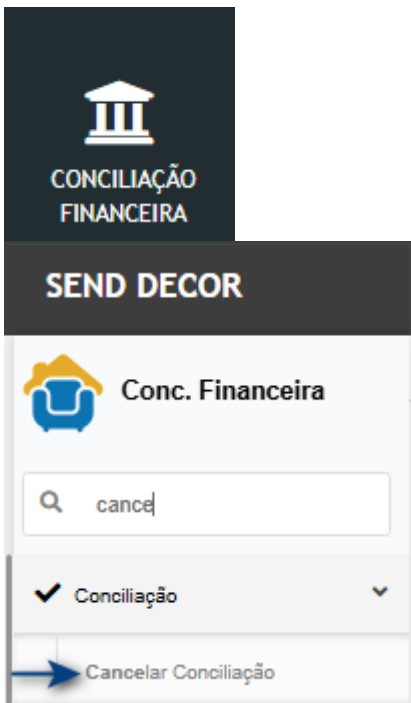 CONCILIAÇÃO
FINANCEIRA
SEND DECOR
Conc. Financeira
cance
Conciliação
Cancelar Conciliação